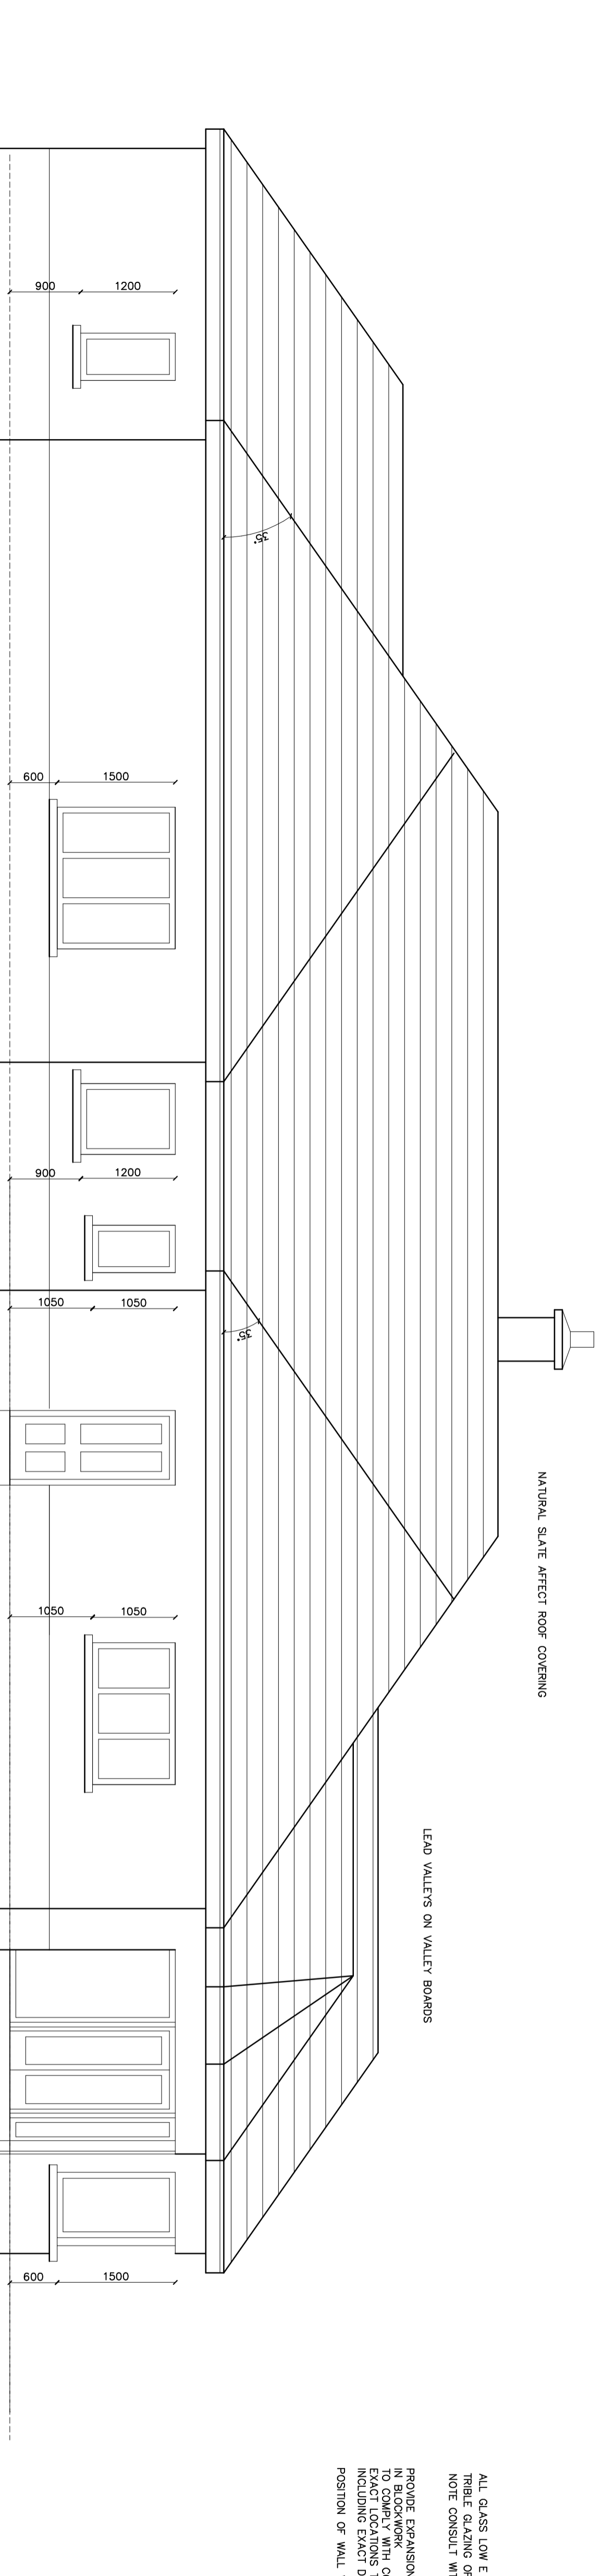 900 1200
35°
600 1500
900 1200
1050 1050
35°
NATURAL SLATE AFFECT ROOF COVERING
1050 1050
LEAD VALLEYS ON VALLEY BOARDS
600 1500
ALL GLASS LOW E
TRIBLE GLAZING
NOTE CONSULT
PROVIDE EXPANSION
IN BLOCKWORK
TO COMPLY WITH
EXACT LOCATIONS
INCLUDING EXACT
POSITION OF WALL